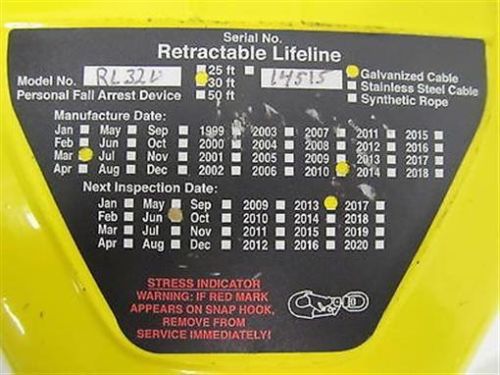 Serial No.
Retractable Lifeline
Model No. 25 ft 14515 Galvanized Cable
30 ft Stainless Steel Cable
Personal Fall Arrest Device 50 ft Synthetic Rope
Manufacture Date:
Jan May Sep 1999 2003 2007 2011 2015
Feb Jun Oct 2000 2004 2008 2012 2016
Mar Jul Nov 2001 2005 2009 2013 2017
Apr Aug Dec 2002 2006 2010 2014 2018
Next Inspection Date:
Jan May Sep 2009 2013 2017
Feb Jun Oct 2010 2014 2018
Mar Jul Nov 2011 2015 2019
Apr Aug Dec 2012 2016 2020
STRESS INDICATOR
WARNING: IF RED MARK
APPEARS ON SNAP HOOK,
REMOVE FROM
SERVICE IMMEDIATELY!